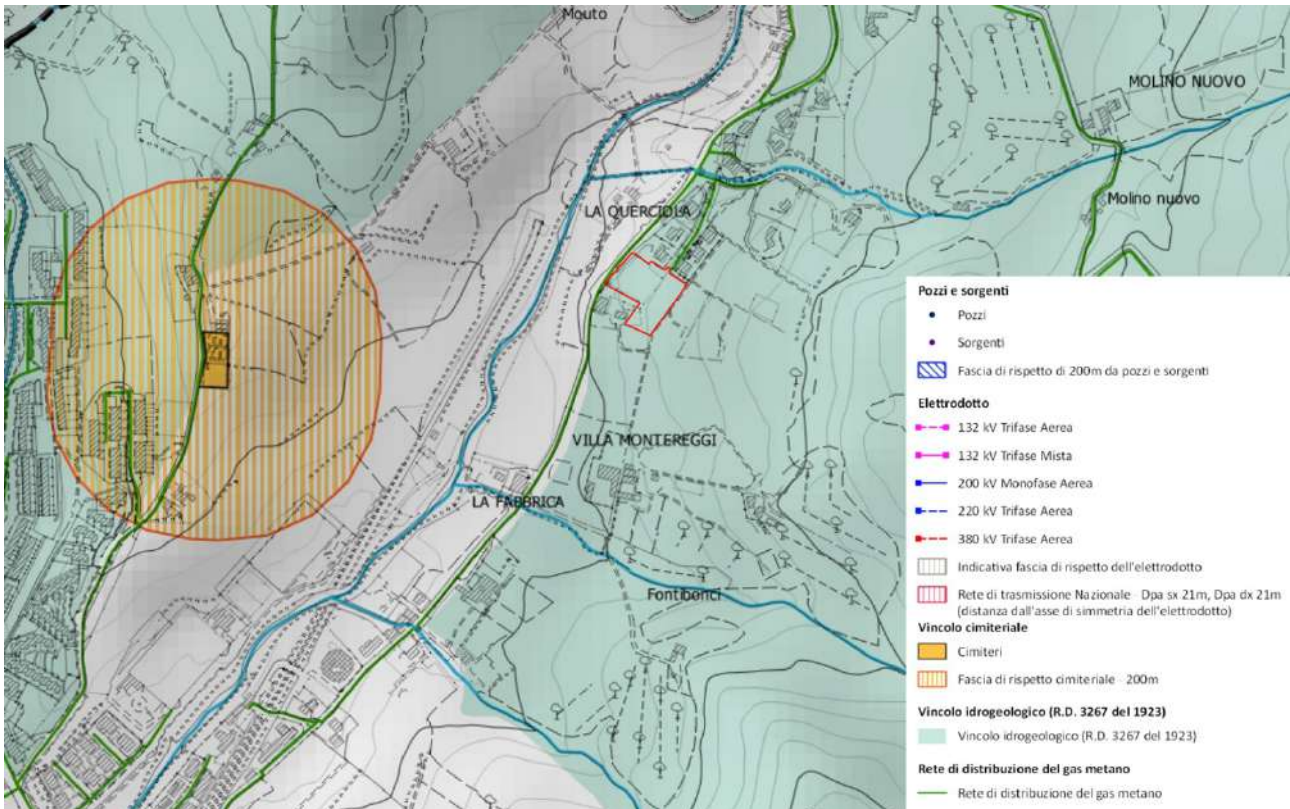 Mouto
MOLINO NUOVO
Molino nuovo
LA QUERCIOLA
VILLA MONTEREGGI
LA FABBRICA
Fontibonci
Pozzi e sorgenti
Pozzi
Sorgenti
Fascia di rispetto di 200m da pozzi e sorgenti
Elettrodotto
132 kV Trifase Aerea
132 kV Trifase Mista
200 kV Monofase Aerea
220 kV Trifase Aerea
380 kV Trifase Aerea
Indicativa fascia di rispetto dell'elettrodotto
Rete di trasmissione Nazionale - Dpa sx 21m, Dpa dx 21m
(distanza dall'asse di simmetria dell'elettrodotto)
Vincolo cimiteriale
Cimiteri
Fascia di rispetto cimiteriale - 200m
Vincolo idrogeologico (R.D. 3267 del 1923)
Vincolo idrogeologico (R.D. 3267 del 1923)
Rete di distribuzione del gas metano
Rete di distribuzione del gas metano